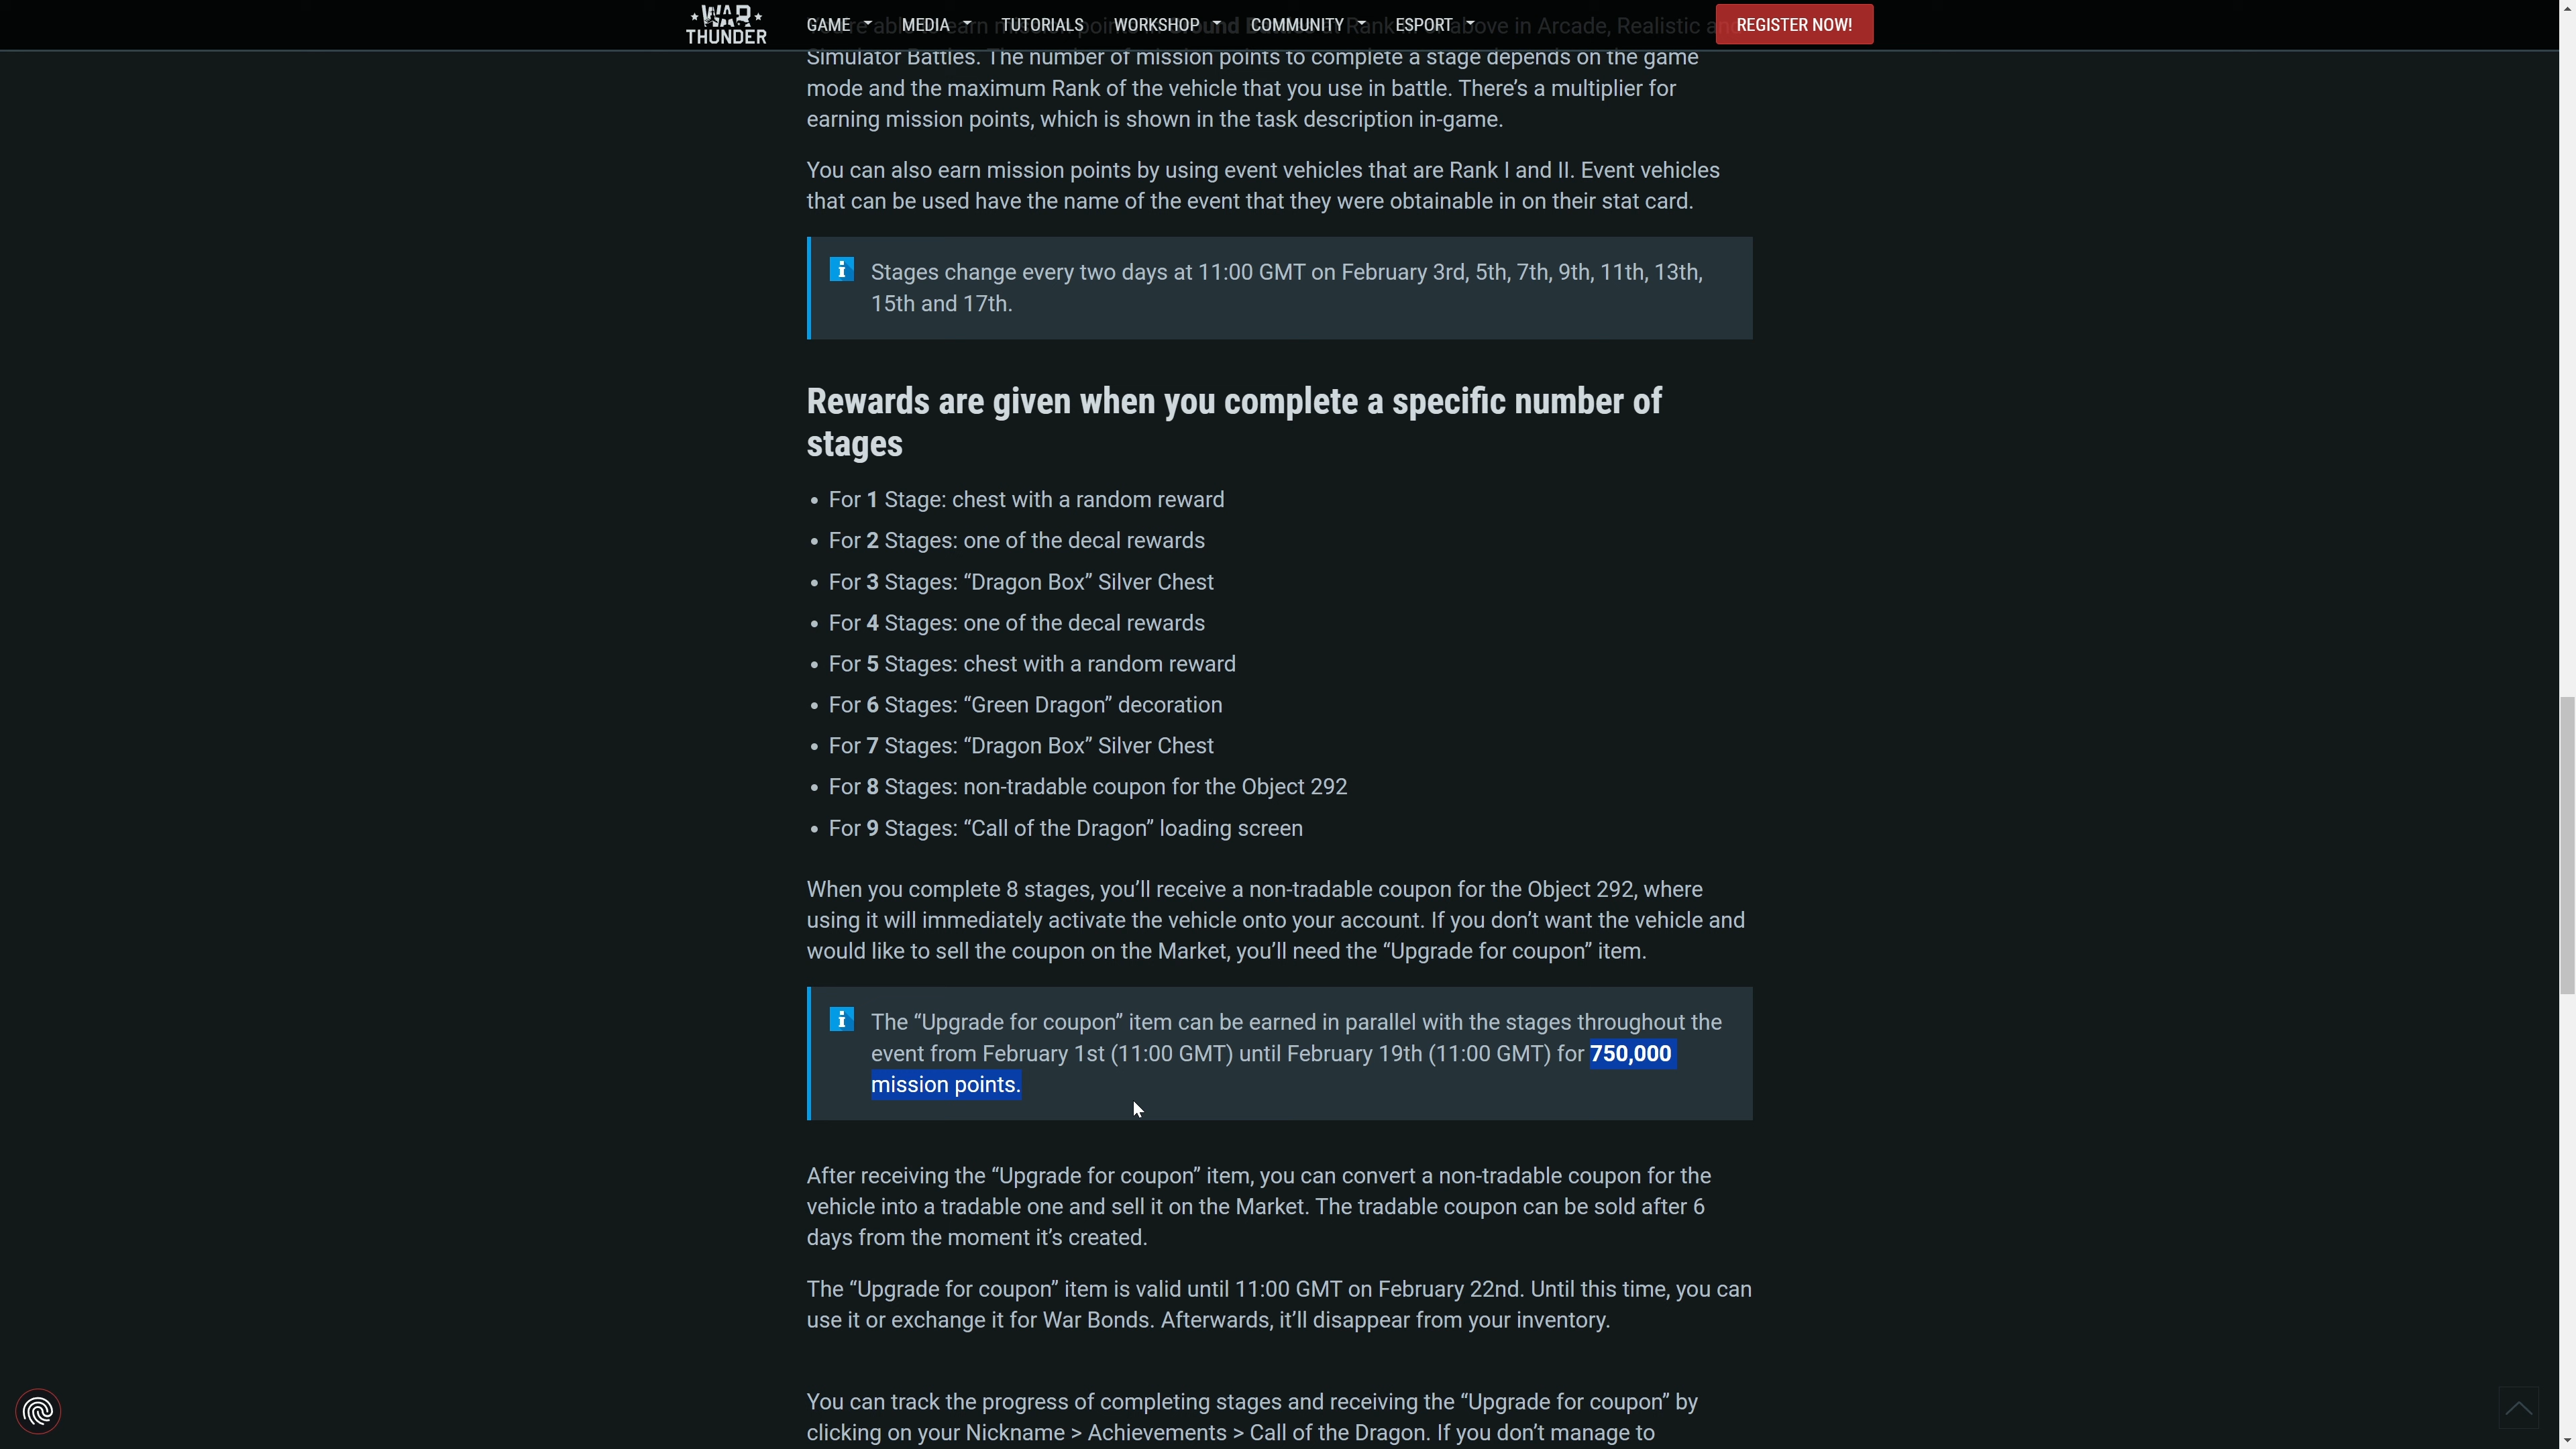 WAR
THUNDER
GAME MEDIA TUTORIALS WORKSHOP COMMUNITY ESPORT REGISTER NOW!
Simulator Battles. The number of mission points to complete a stage depends on the game
mode and the maximum Rank of the vehicle that you use in battle. There’s a multiplier for
earning mission points, which is shown in the task description in-game.
You can also earn mission points by using event vehicles that are Rank I and II. Event vehicles
that can be used have the name of the event that they were obtainable in on their stat card.
Stages change every two days at 11:00 GMT on February 3rd, 5th, 7th, 9th, 11th, 13th,
15th and 17th.
Rewards are given when you complete a specific number of
stages
• For 1 Stage: chest with a random reward
• For 2 Stages: one of the decal rewards
• For 3 Stages: “Dragon Box” Silver Chest
• For 4 Stages: one of the decal rewards
• For 5 Stages: chest with a random reward
• For 6 Stages: “Green Dragon” decoration
• For 7 Stages: “Dragon Box” Silver Chest
• For 8 Stages: non-tradable coupon for the Object 292
• For 9 Stages: “Call of the Dragon” loading screen
When you complete 8 stages, you’ll receive a non-tradable coupon for the Object 292, where
using it will immediately activate the vehicle onto your account. If you don’t want the vehicle and
would like to sell the coupon on the Market, you’ll need the “Upgrade for coupon” item.
The “Upgrade for coupon” item can be earned in parallel with the stages throughout the
event from February 1st (11:00 GMT) until February 19th (11:00 GMT) for 750,000
mission points.
After receiving the “Upgrade for coupon” item, you can convert a non-tradable coupon for the
vehicle into a tradable one and sell it on the Market. The tradable coupon can be sold after 6
days from the moment it’s created.
The “Upgrade for coupon” item is valid until 11:00 GMT on February 22nd. Until this time, you can
use it or exchange it for War Bonds. Afterwards, it’ll disappear from your inventory.
You can track the progress of completing stages and receiving the “Upgrade for coupon” by
clicking on your Nickname > Achievements > Call of the Dragon. If you don’t manage to